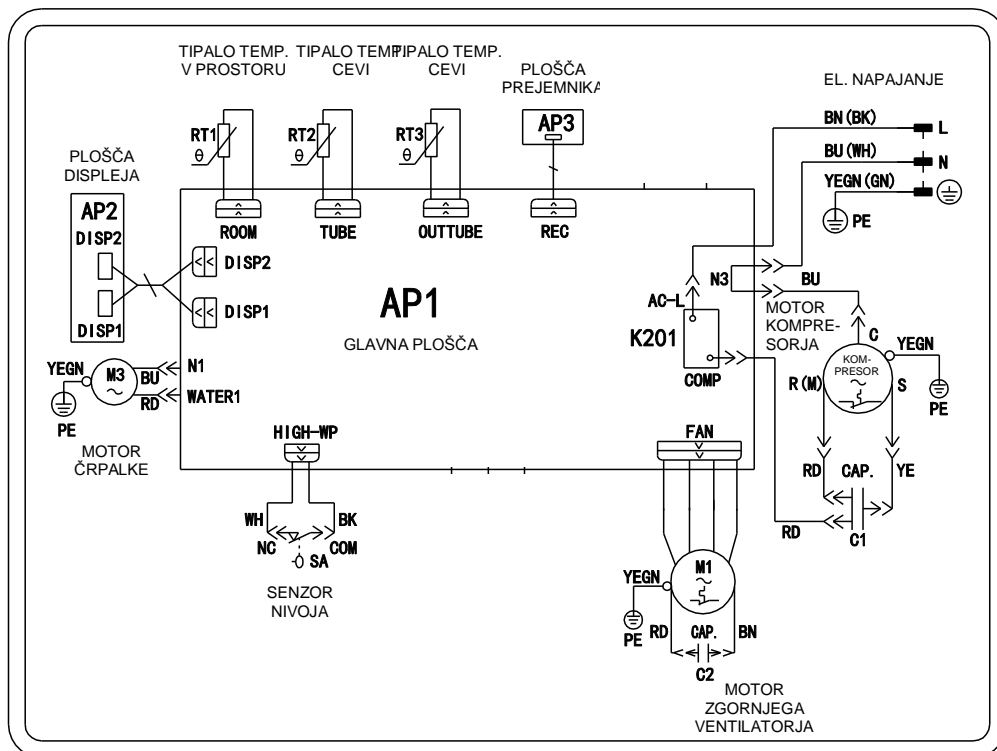 TIPALO TEMP.
V PROSTORU
TIPALO TEMP.
CEVI
TIPALO TEMP.
CEVI
PLOŠČA
PREJEMNIKA
EL. NAPAJANJE
RT1
θ
RT2
θ
RT3
θ
AP3
BN(BK)
L
BU(WH)
N
YEGN(GN)
PE
PLOŠČA
DISPLEJA
AP2
DISP2
DISP1
ROOM
TUBE
OUTTUBE
REC
DISP2
DISP1
AP1
GLAVNA PLOŠČA
N3
BU
AC-L
K201
COMP
MOTOR
KOMPRE-
SORJA
C
YEGN
KOM-
PRESOR
~
R(M)
S
PE
YEGN
M3
~
BU
N1
RD
WATER1
PE
MOTOR
ČRPALKE
HIGH-WP
FAN
RD
CAP.
YE
RD
C1
WH
BK
NC
COM
SA
SENZOR
NIVOJA
M1
~
YEGN
PE
RD
CAP.
BN
C2
MOTOR
ZGORNJEGA
VENTILATORJA